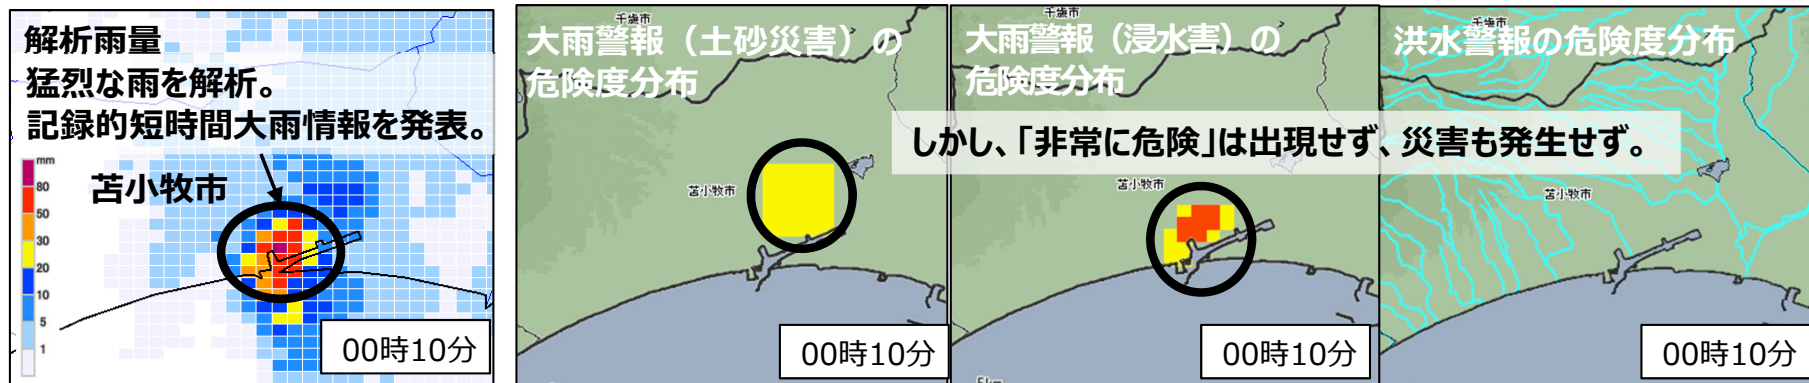 解析雨量
猛烈な雨を解析。
記録的短時間大雨情報を発表。
mm
80
50
30
20
10
5
1
苫小牧市
00時10分
大雨警報（土砂災害）の
危険度分布
千歳市
苫小牧市
00時10分
大雨警報（浸水害）の
危険度分布
千歳市
苫小牧市
5km
00時10分
洪水警報の危険度分布
千歳市
苫小牧市
00時10分
しかし、「非常に危険」は出現せず、災害も発生せず。